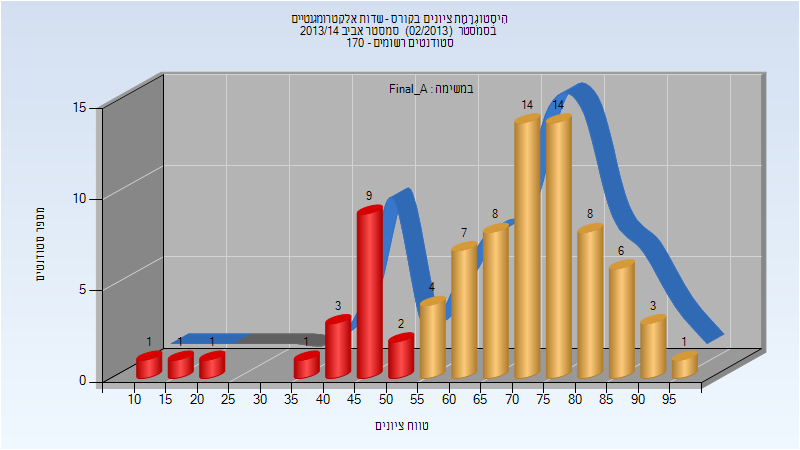 היסטוגרמת ציונים בקורס - שדות אלקטרומגנטיים
בסמסטר (02/2013) סמסטר אביב 2013/14
סטודנטים רשומים - 170
במשימה : Final_A
מספר סטודנטים
15
10
5
0
1
1
1
1
3
9
2
4
7
8
14
14
8
6
3
1
10 15 20 25 30 35 40 45 50 55 60 65 70 75 80 85 90 95
טווח ציונים